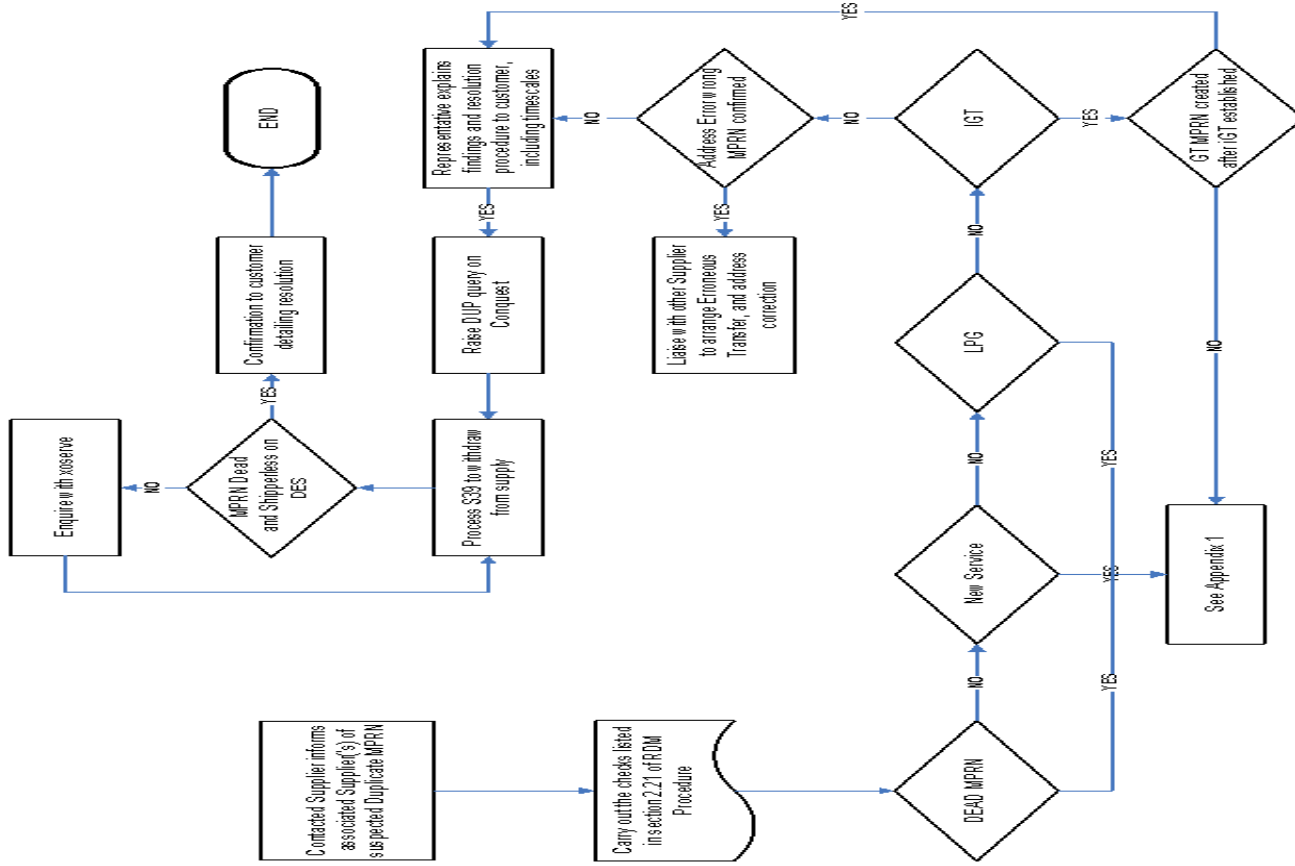 Contacted Supplier informs
associated Supplier('s) of
suspected Duplicate MPRN
Carry out the checks listed
in section 2.21 of RDM
Procedure
DEAD MPRN
NO
YES
New Service
NO
YES
LPG
NO
YES
See Appendix 1
IGT
NO
YES
GT MPRN created
after iGT established
NO
YES
Address Error wrong
MPRN confirmed
NO
YES
Liaise with other Supplier
to arrange Erroneous
Transfer, and address
correction
Representative explains
findings and resolution
procedure to customer,
including timescales
YES
Raise DUP query on
Conquest
Process S39 to withdraw
from supply
MPRN Dead
and Shipperless on
DES
NO
Enquire with xoserve
YES
Confirmation to customer
detailing resolution
END